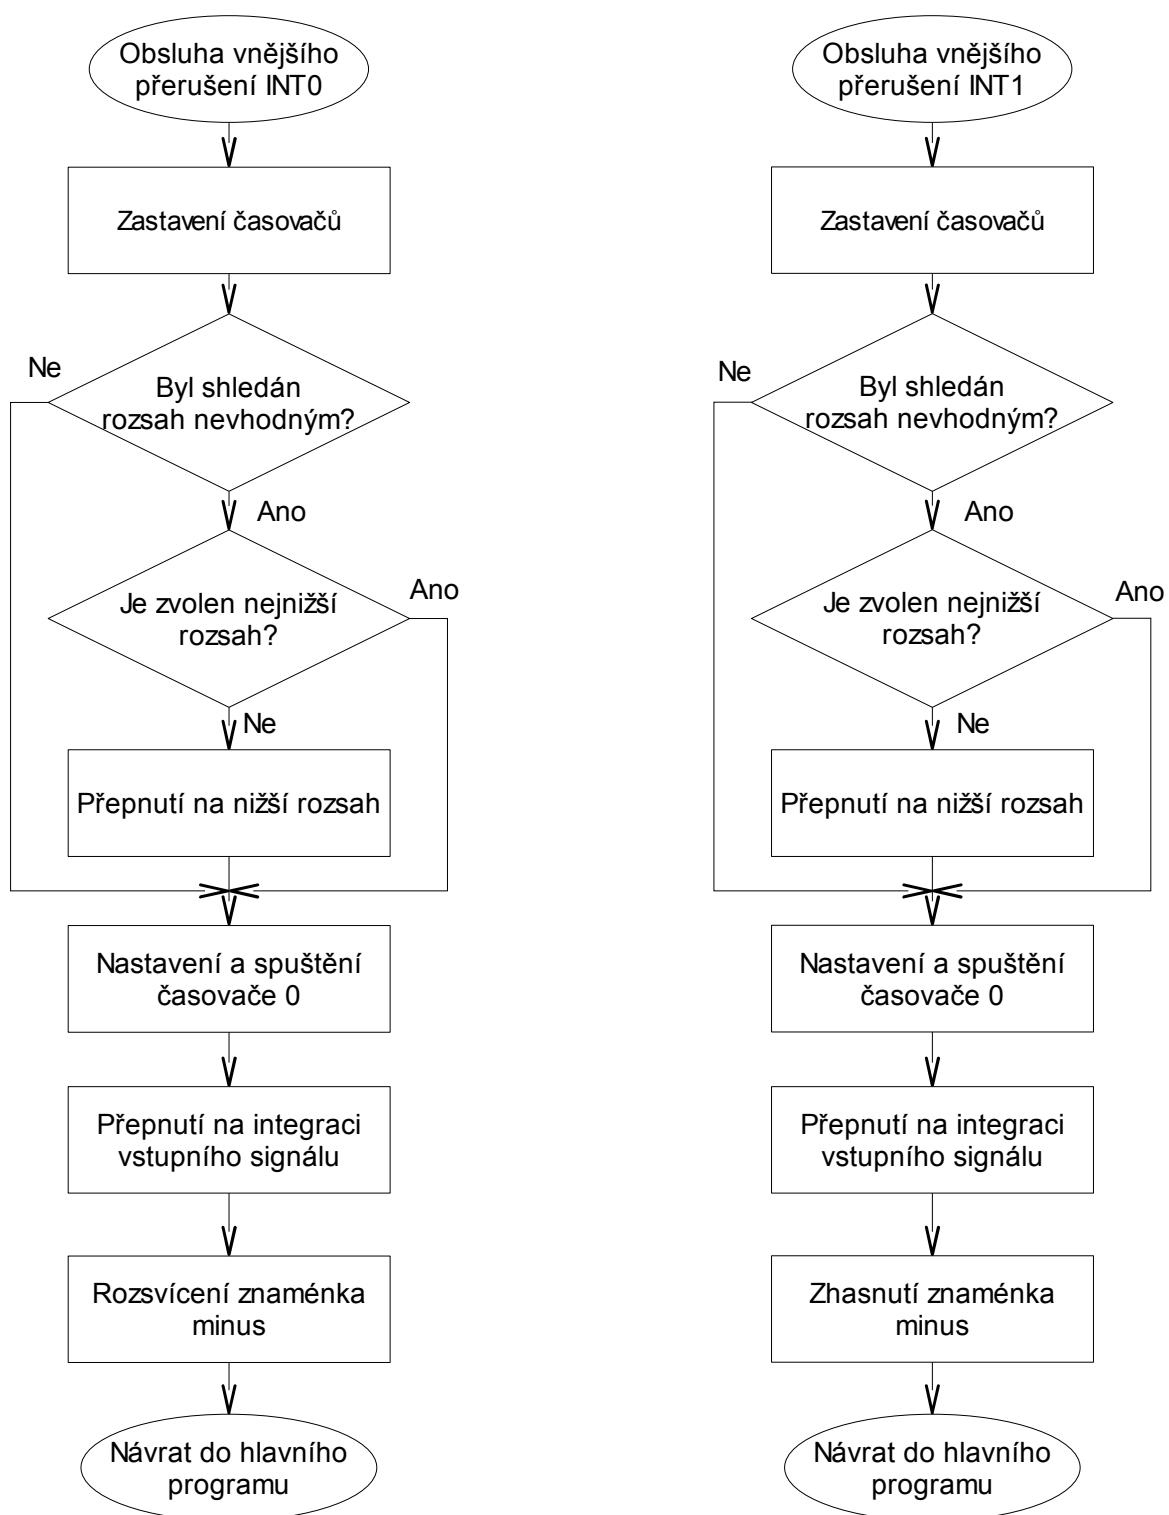 Obsluha vnějšího
přerušení INT0
Zastavení časovačů
Ne
Byl shledán
rozsah nevhodným?
Ano
Je zvolen nejnižší
rozsah?
Ano
Ne
Přepnutí na nižší rozsah
Nastavení a spuštění
časovače 0
Přepnutí na integraci
vstupního signálu
Rozsvícení znaménka
minus
Návrat do hlavního
programu
Obsluha vnějšího
přerušení INT1
Zastavení časovačů
Ne
Byl shledán
rozsah nevhodným?
Ano
Je zvolen nejnižší
rozsah?
Ano
Ne
Přepnutí na nižší rozsah
Nastavení a spuštění
časovače 0
Přepnutí na integraci
vstupního signálu
Zhasnutí znaménka
minus
Návrat do hlavního
programu